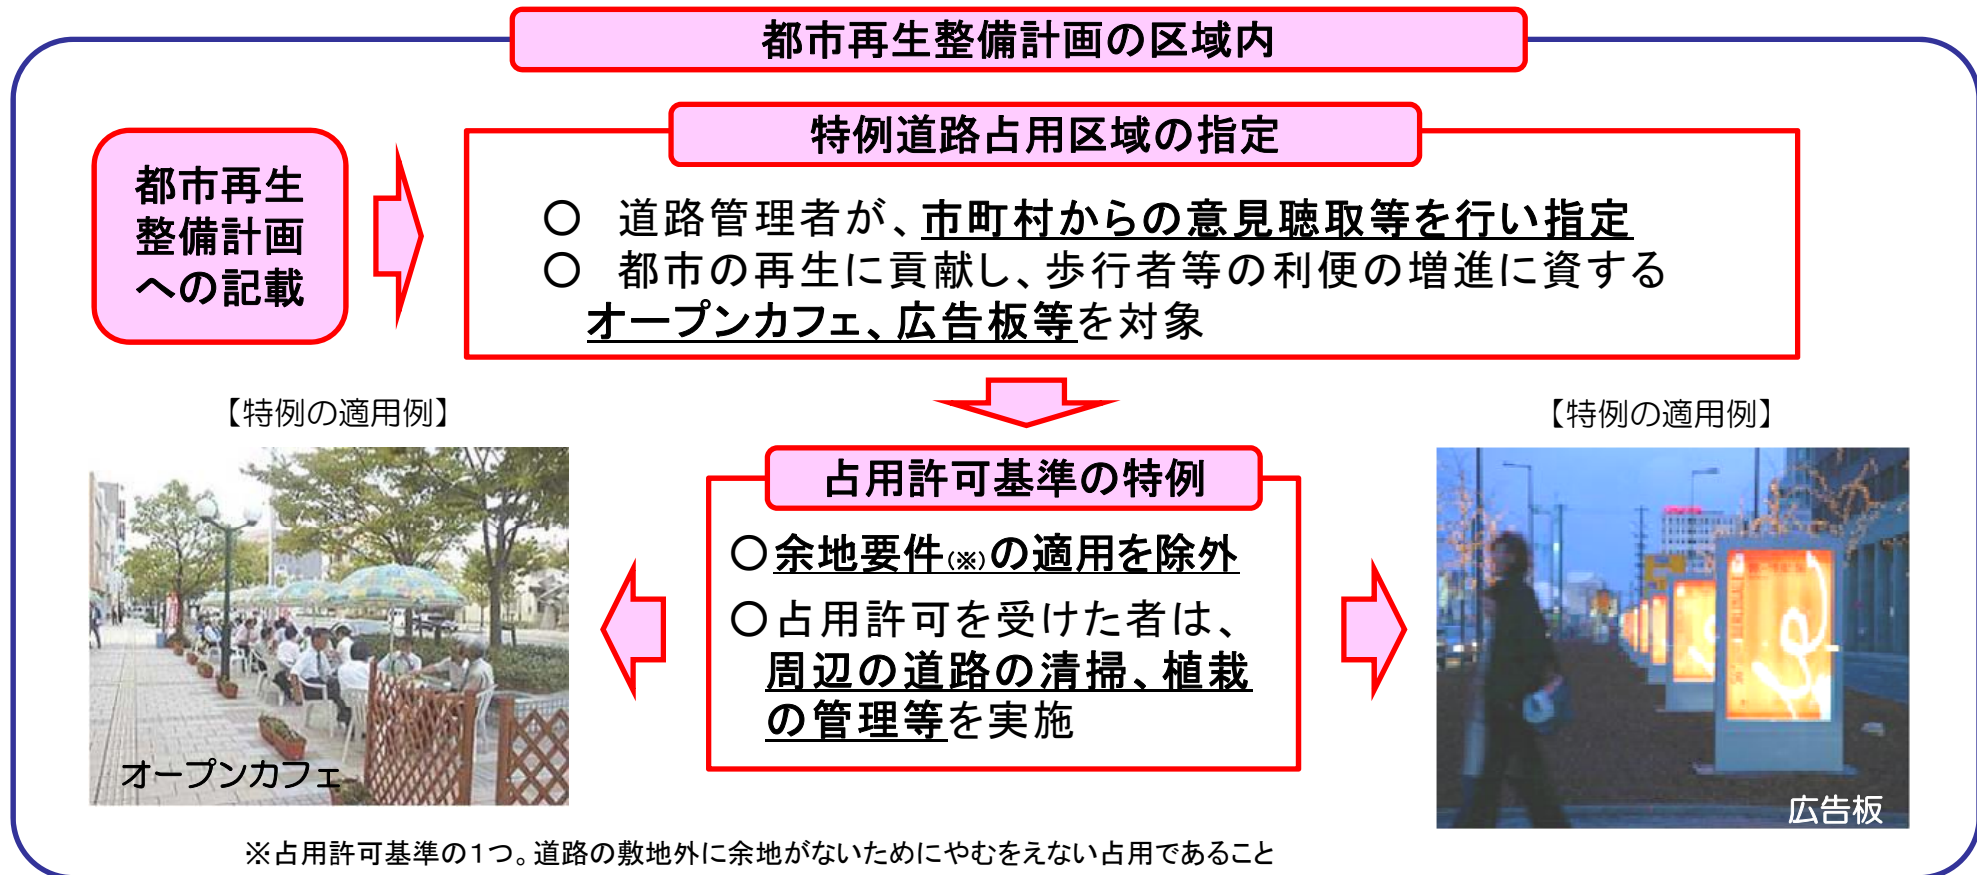 都市再生整備計画の区域内
特例道路占用区域の指定
都市再生
整備計画
への記載
○ 道路管理者が、市町村からの意見聴取等を行い指定
○ 都市の再生に貢献し、歩行者等の利便の増進に資する
オープンカフェ、広告板等を対象
【特例の適用例】
オープンカフェ
占用許可基準の特例
○余地要件(※)の適用を除外
○占用許可を受けた者は、
周辺の道路の清掃、植栽
の管理等を実施
【特例の適用例】
広告板
※占用許可基準の1つ。道路の敷地外に余地がないためにやむをえない占用であること